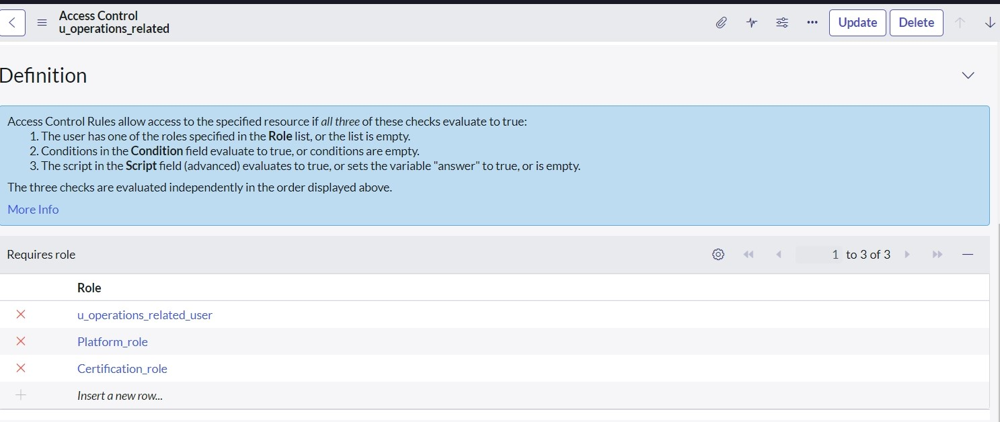 Access Control
u_operations_related
Update
Delete
Definition
Access Control Rules allow access to the specified resource if all three of these checks evaluate to true:
1. The user has one of the roles specified in the Role list, or the list is empty.
2. Conditions in the Condition field evaluate to true, or conditions are empty.
3. The script in the Script field (advanced) evaluates to true, or sets the variable "answer" to true, or is empty.
The three checks are evaluated independently in the order displayed above.
More Info
Requires role
1 to 3 of 3
Role
u_operations_related_user
Platform_role
Certification_role
Insert a new row...